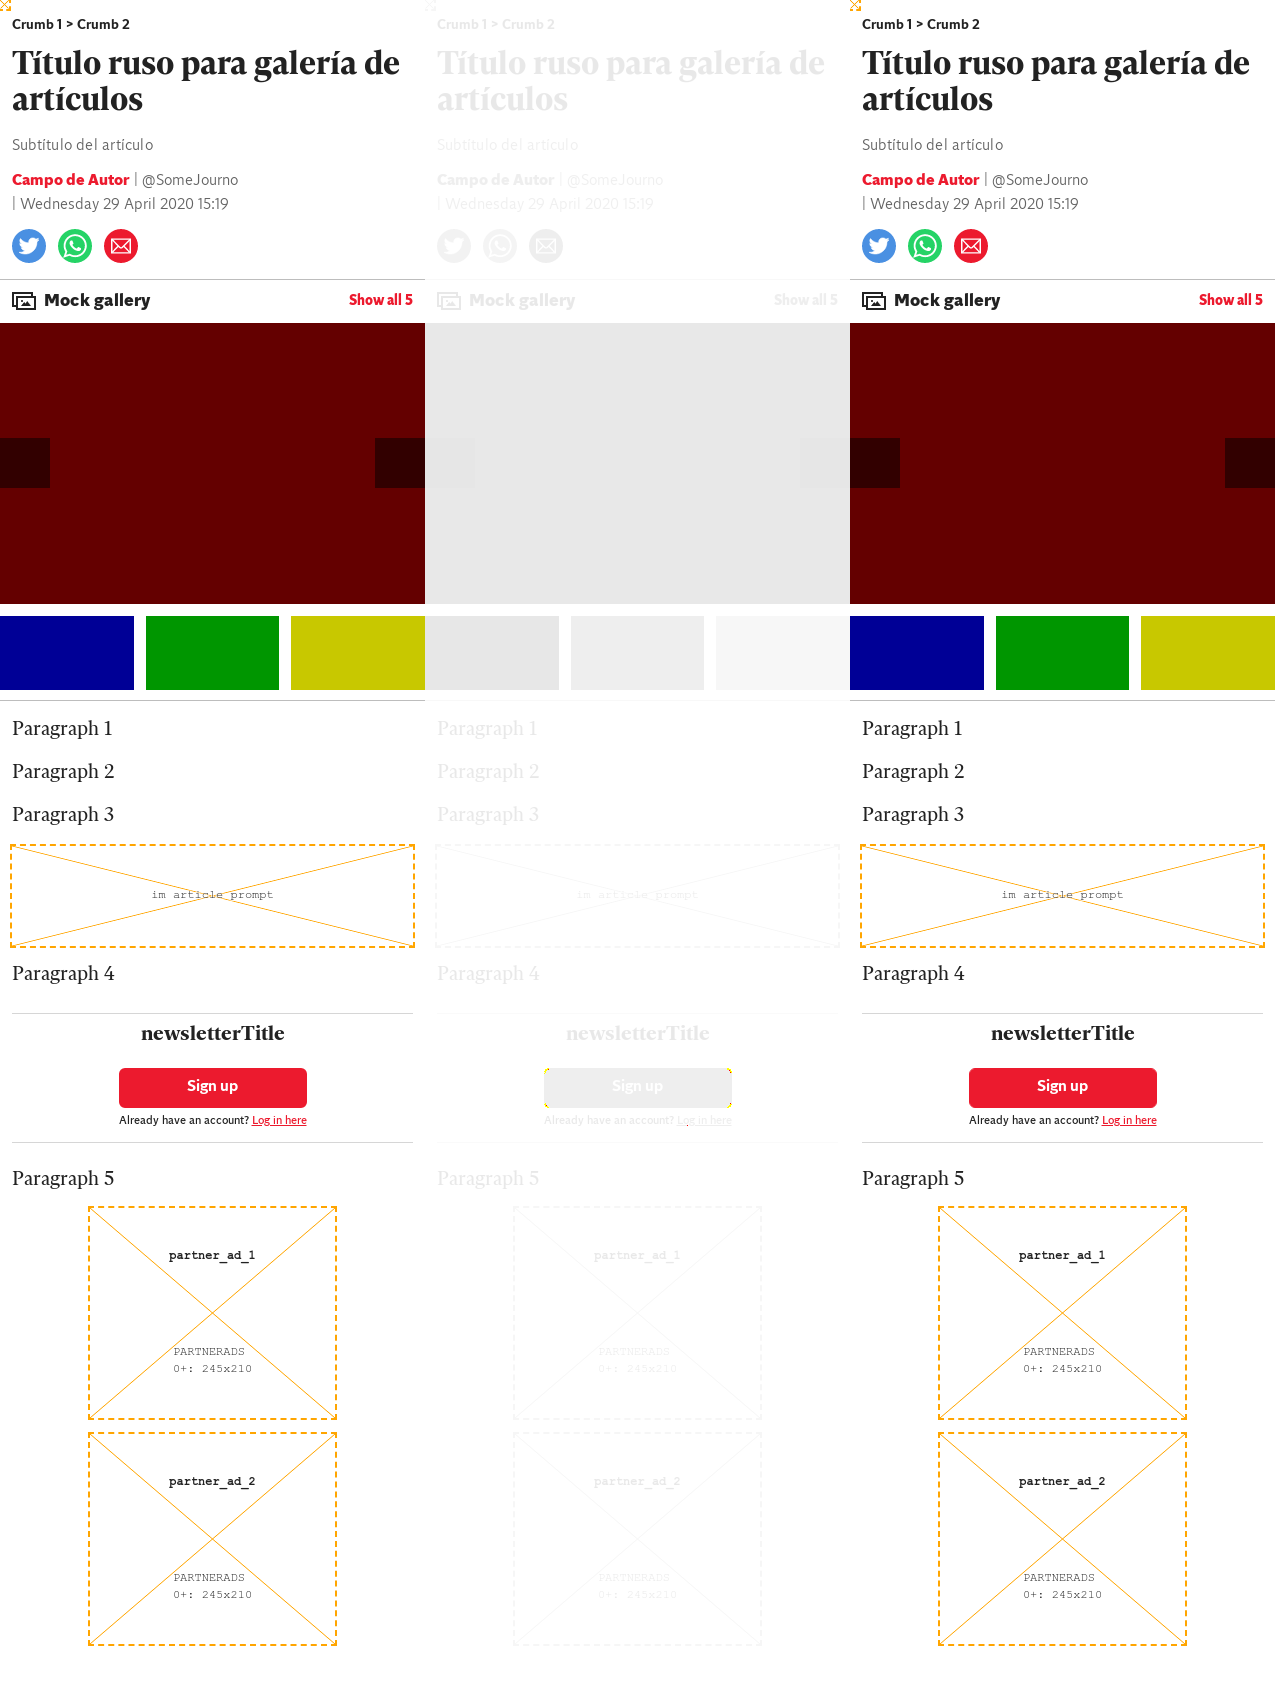 Crumb 1 > Crumb 2
Título ruso para galería de
artículos
Subtítulo del artículo
Campo de Autor | @SomeJourno
| Wednesday 29 April 2020 15:19
Mock gallery Show all 5
Paragraph 1
Paragraph 2
Paragraph 3
im article prompt
Paragraph 4
newsletterTitle
Sign up
Already have an account? Log in here
Paragraph 5
partner_ad_1
PARTNERADS
0+: 245x210
partner_ad_2
PARTNERADS
0+: 245x210
Crumb 1 > Crumb 2
Título ruso para galería de
artículos
Subtítulo del artículo
Campo de Autor | @SomeJourno
| Wednesday 29 April 2020 15:19
Mock gallery Show all 5
Paragraph 1
Paragraph 2
Paragraph 3
im article prompt
Paragraph 4
newsletterTitle
Sign up
Already have an account? Log in here
Paragraph 5
partner_ad_1
PARTNERADS
0+: 245x210
partner_ad_2
PARTNERADS
0+: 245x210
Crumb 1 > Crumb 2
Título ruso para galería de
artículos
Subtítulo del artículo
Campo de Autor | @SomeJourno
| Wednesday 29 April 2020 15:19
Mock gallery Show all 5
Paragraph 1
Paragraph 2
Paragraph 3
im article prompt
Paragraph 4
newsletterTitle
Sign up
Already have an account? Log in here
Paragraph 5
partner_ad_1
PARTNERADS
0+: 245x210
partner_ad_2
PARTNERADS
0+: 245x210